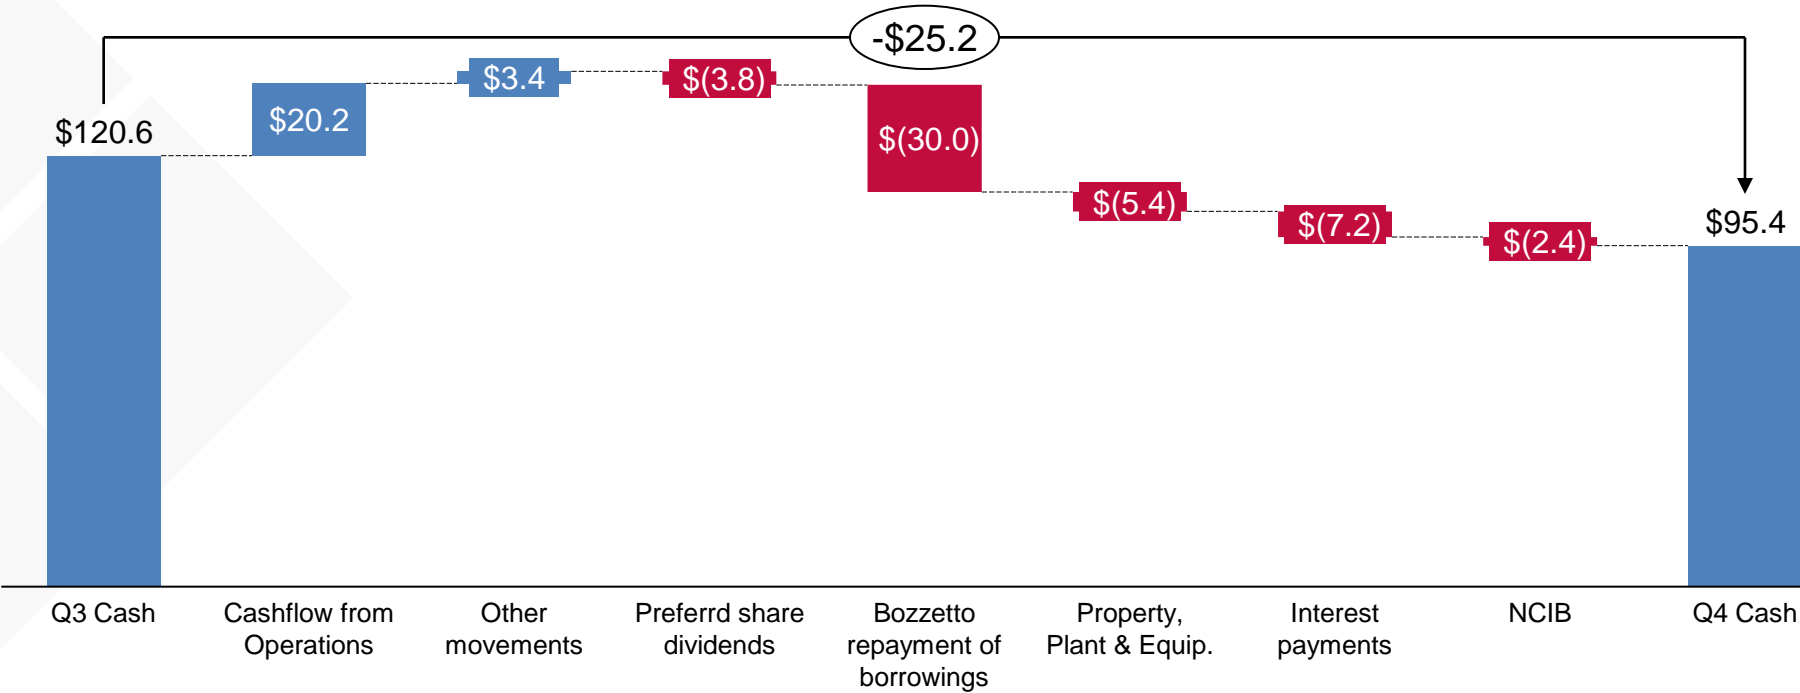 -$25.2
$120.6
$20.2
$3.4
$(3.8)
$(30.0)
$(5.4)
$(7.2)
$(2.4)
$95.4
Q3 Cash
Cashflow from
Operations
Other
movements
Preferrd share
dividends
Bozzetto
repayment of
borrowings
Property,
Plant & Equip.
Interest
payments
NCIB
Q4 Cash